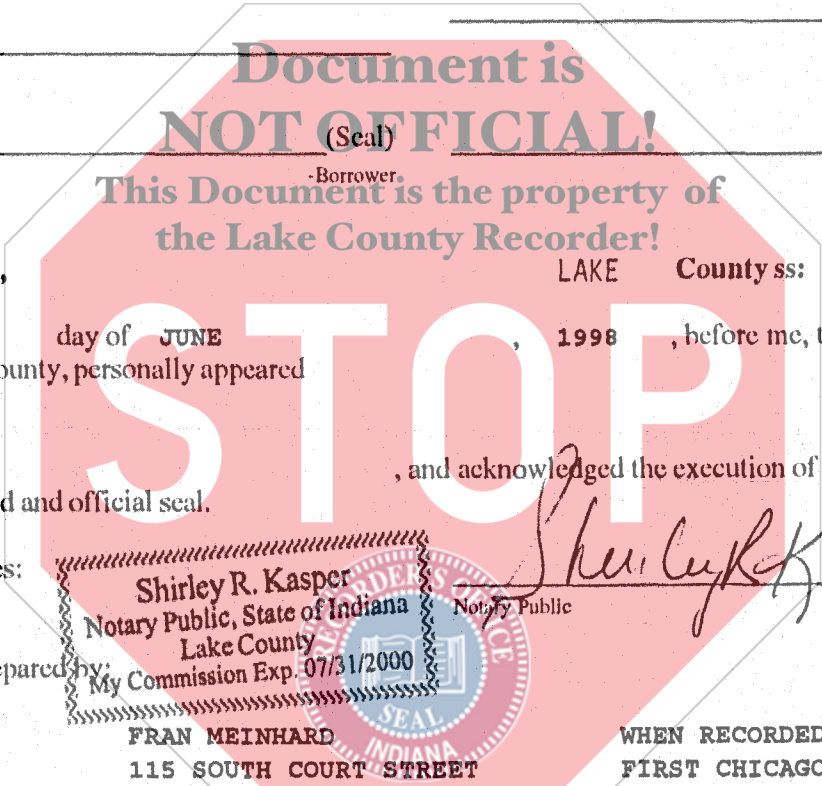 Document is
NOT OFFICIAL!
(Seal)
-Borrower
This Document is the property of
the Lake County Recorder!
,
LAKE County ss:
day of JUNE , 1998 , before me, t
ounty, personally appeared
STOP
, and acknowledged the execution of
d and official seal.
es:
Shirley R. K
Shirley R. Kasper
Notary Public, State of Indiana
Lake County
My Commission Exp. 07/31/2000
Notary Public
epared by:
RECORDER'S OFFICE
SEAL
INDIANA
FRAN MEINHARD WHEN RECORDED
115 SOUTH COURT STREET FIRST CHICAGO